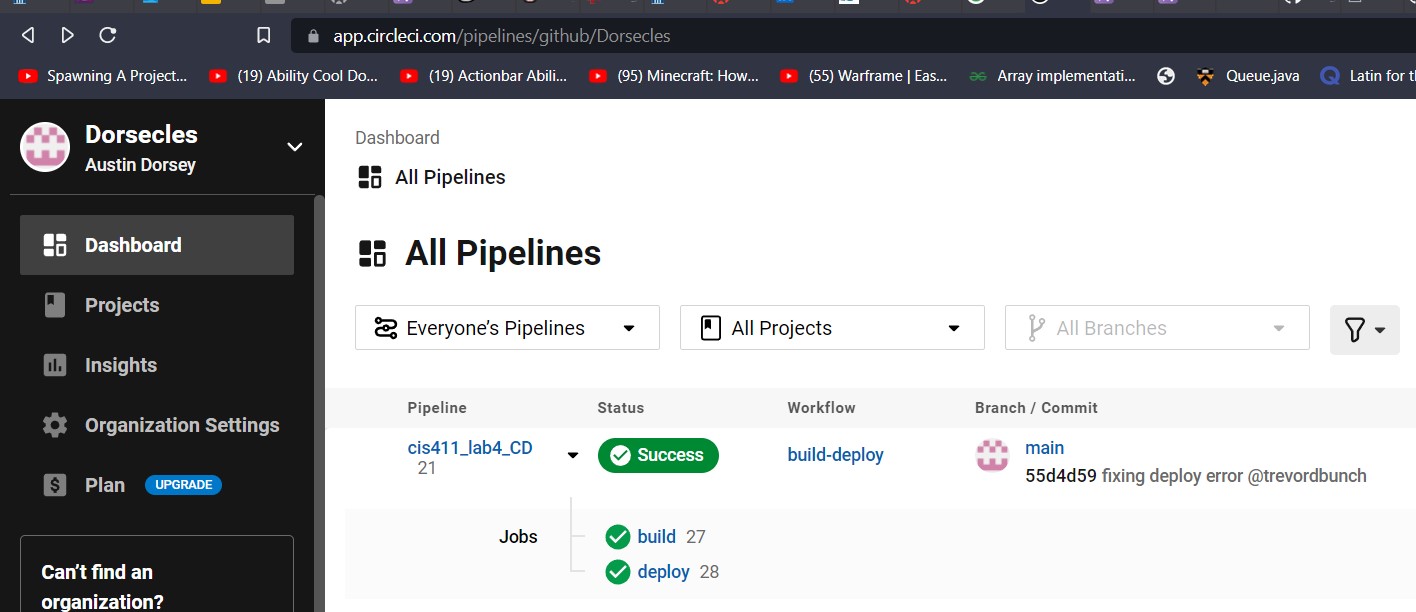 app.circleci.com/pipelines/github/Dorsecles
Spawning A Project... (19) Ability Cool Do... (19) Actionbar Abili... (95) Minecraft: How... (55) Warframe | Eas... Array implementati... Queue.java Latin for th
Dorsecles
Austin Dorsey
Dashboard
Projects
Insights
Organization Settings
Plan UPGRADE
Can’t find an
organization?
Dashboard
All Pipelines
All Pipelines
Everyone’s Pipelines All Projects All Branches
Pipeline Status Workflow Branch / Commit
cis411_lab4_CD Success build-deploy main
21 55d4d59 fixing deploy error @trevordbunch
Jobs build 27
deploy 28